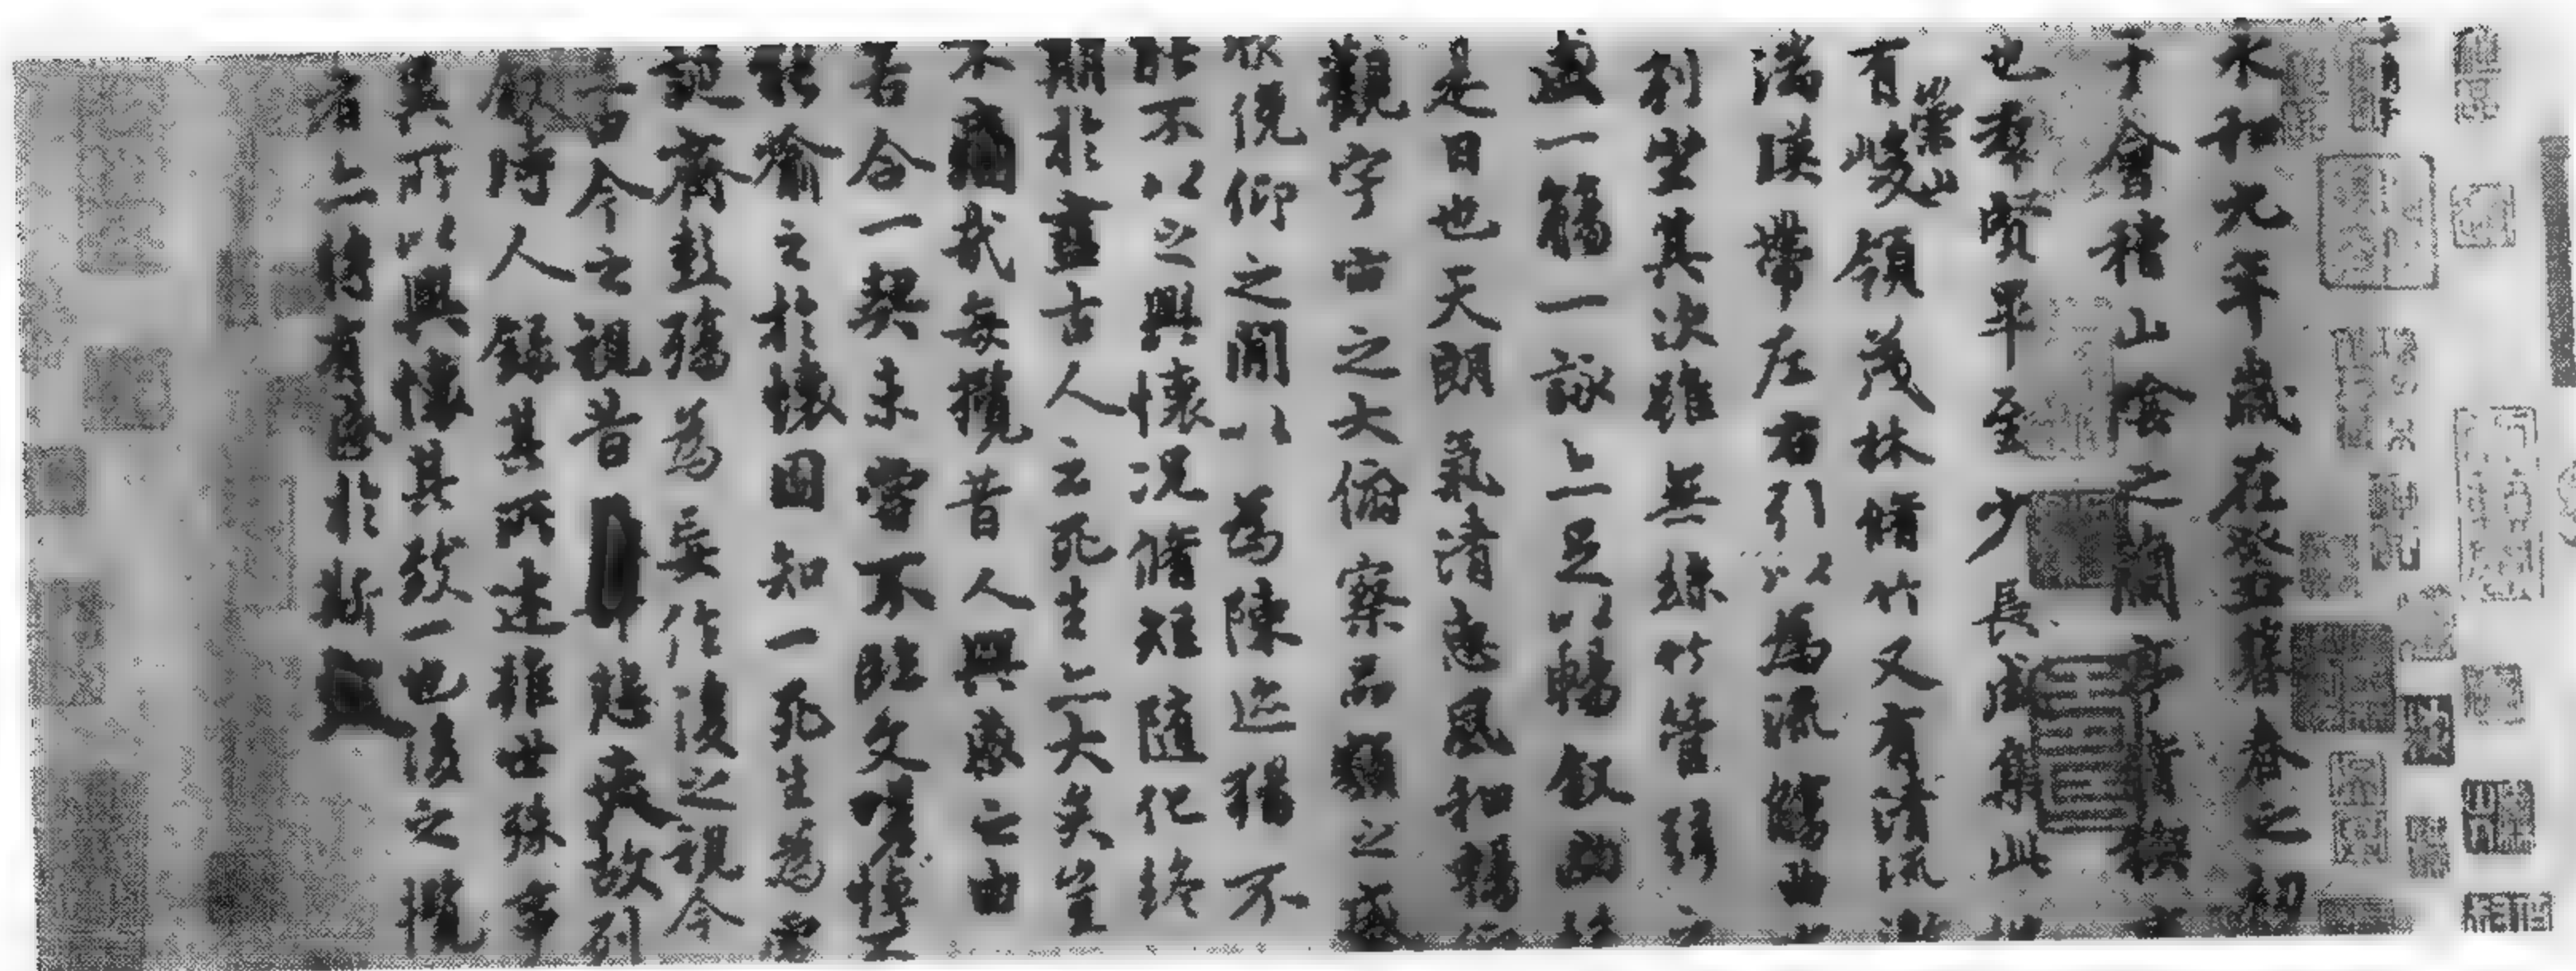 永和九年歲在癸丑暮春之初
于會稽山陰之蘭亭脩禊事
也羣賢畢至少長咸集此地
有崇山峻領茂林脩竹又有清流激
湍暎帶左右引以為流觴曲水
列坐其次雖無絲竹管弦之
盛一觴一詠亦足以暢叙幽情
是日也天朗氣清惠風和暢仰
觀宇宙之大俯察品類之盛
欣俛仰之閒以為陳迹猶不
能不以之興懷況脩短隨化終
期於盡古人云死生亦大矣豈
不痛哉每攬昔人興感之由
若合一契未嘗不臨文嗟悼不
能喻之於懷固知一死生為虛
誕齊彭殤為妄作後之視今
亦由今之視昔悲夫故列
叙時人錄其所述雖世殊事
異所以興懷其致一也後之攬
者亦將有感於斯文